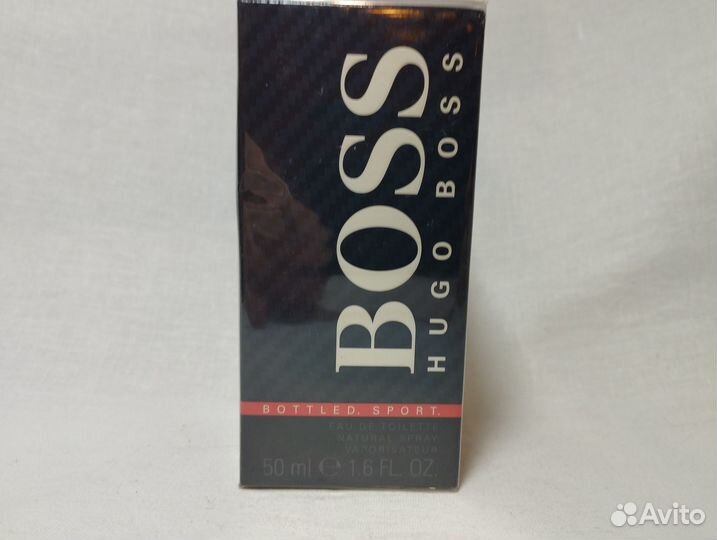 BOSS
HUGO BOSS
BOTTLED. SPORT.
EAU DE TOILETTE
NATURAL SPRAY
VAPORISATEUR
50 ml ℮ 1.6 FL. OZ.
Avito